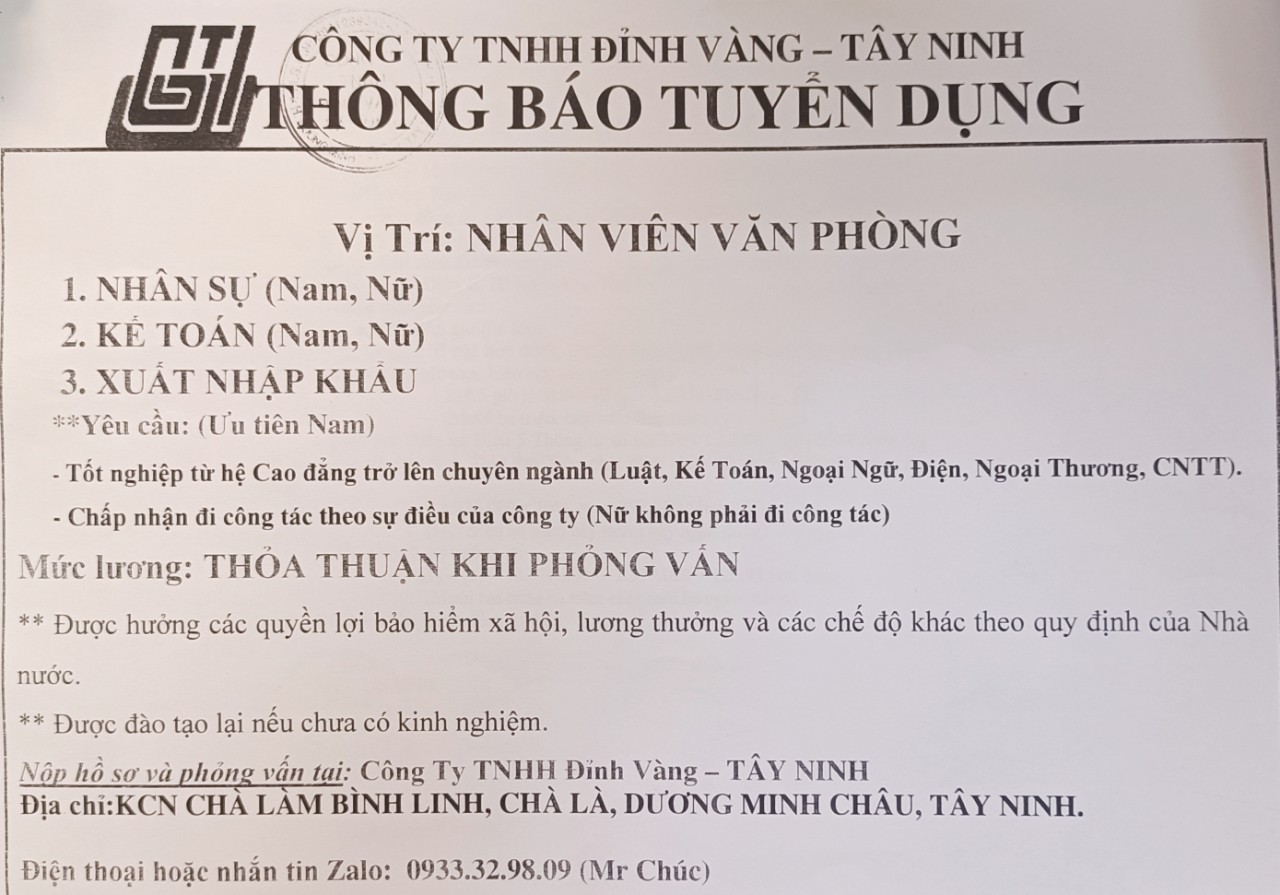 CÔNG TY TNHH ĐỈNH VÀNG – TÂY NINH
THÔNG BÁO TUYỂN DỤNG
Vị Trí: NHÂN VIÊN VĂN PHÒNG
1. NHÂN SỰ (Nam, Nữ)
2. KẾ TOÁN (Nam, Nữ)
3. XUẤT NHẬP KHẨU
**Yêu cầu: (Ưu tiên Nam)
- Tốt nghiệp từ hệ Cao đẳng trở lên chuyên ngành (Luật, Kế Toán, Ngoại Ngữ, Điện, Ngoại Thương, CNTT).
- Chấp nhận đi công tác theo sự điều của công ty (Nữ không phải đi công tác)
Mức lương: THỎA THUẬN KHI PHỎNG VẤN
** Được hưởng các quyền lợi bảo hiểm xã hội, lương thưởng và các chế độ khác theo quy định của Nhà
nước.
** Được đào tạo lại nếu chưa có kinh nghiệm.
Nộp hồ sơ và phỏng vấn tại: Công Ty TNHH Đỉnh Vàng – TÂY NINH
Địa chỉ:KCN CHÀ LÀM BÌNH LINH, CHÀ LÀ, DƯƠNG MINH CHÂU, TÂY NINH.
Điện thoại hoặc nhắn tin Zalo: 0933.32.98.09 (Mr Chúc)